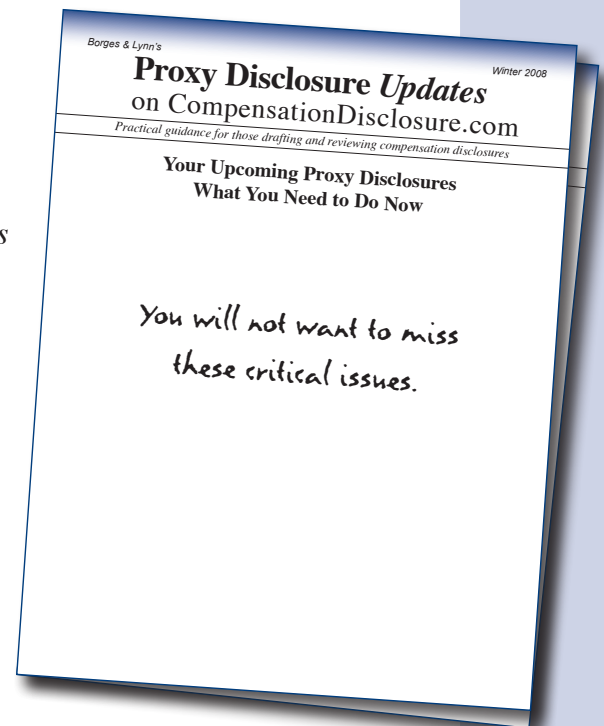 Borges & Lynn's
Winter 2008
Proxy Disclosure Updates
on CompensationDisclosure.com
Practical guidance for those drafting and reviewing compensation disclosures
Your Upcoming Proxy Disclosures
What You Need to Do Now
You will not want to miss
these critical issues.
s